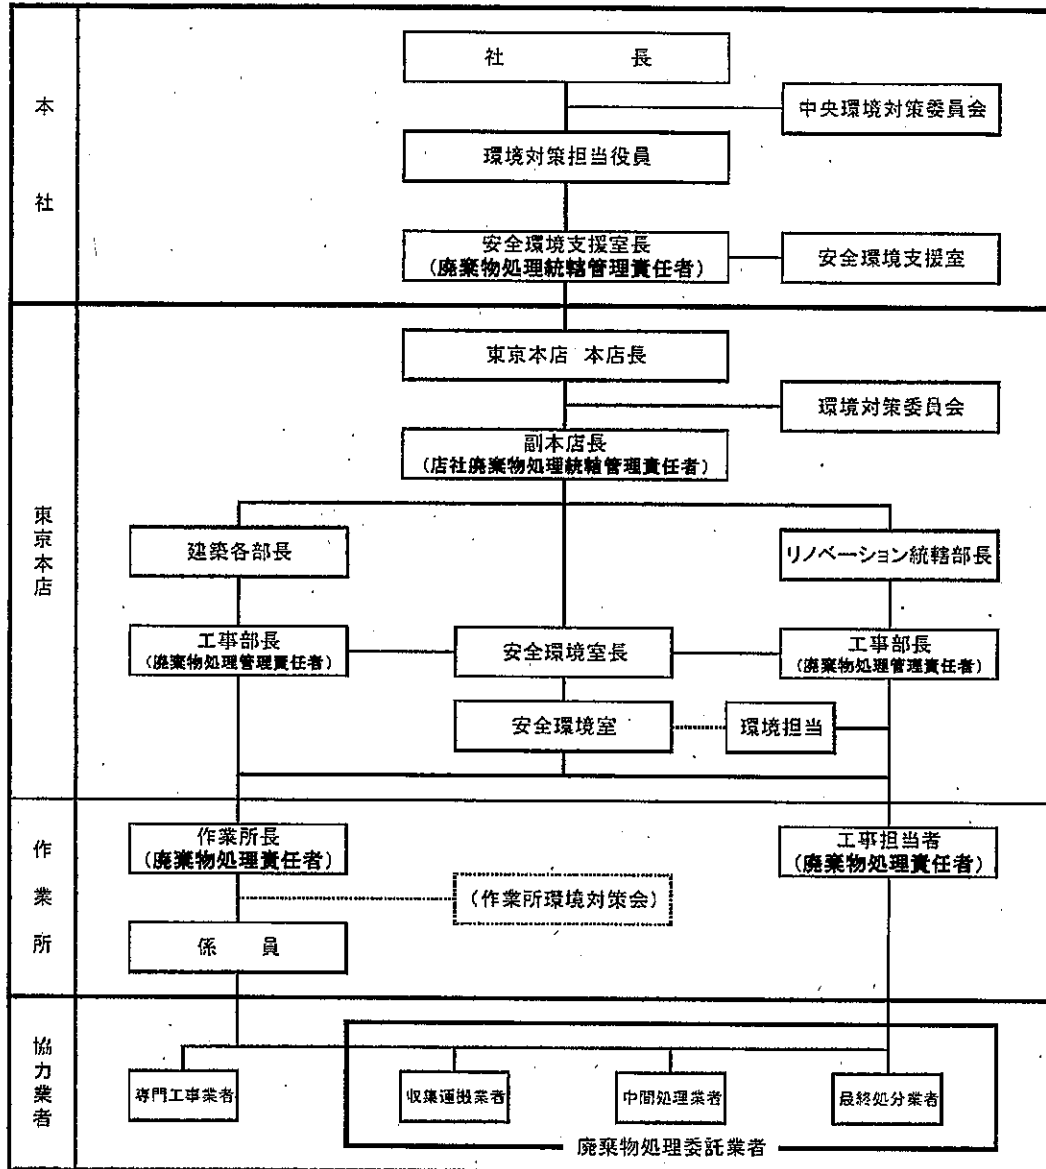 本社
社長
中央環境対策委員会
環境対策担当役員
安全環境支援室長
(廃棄物処理統轄管理責任者)
安全環境支援室
東京本店
東京本店 本店長
環境対策委員会
副本店長
(店社廃棄物処理統轄管理責任者)
建築各部長
リノベーション統轄部長
工事部長
(廃棄物処理管理責任者)
安全環境室長
工事部長
(廃棄物処理管理責任者)
安全環境室
環境担当
作業所
作業所長
(廃棄物処理責任者)
工事担当者
(廃棄物処理責任者)
(作業所環境対策会)
係員
協力業者
専門工事業者
収集運搬業者
中間処理業者
最終処分業者
廃棄物処理委託業者